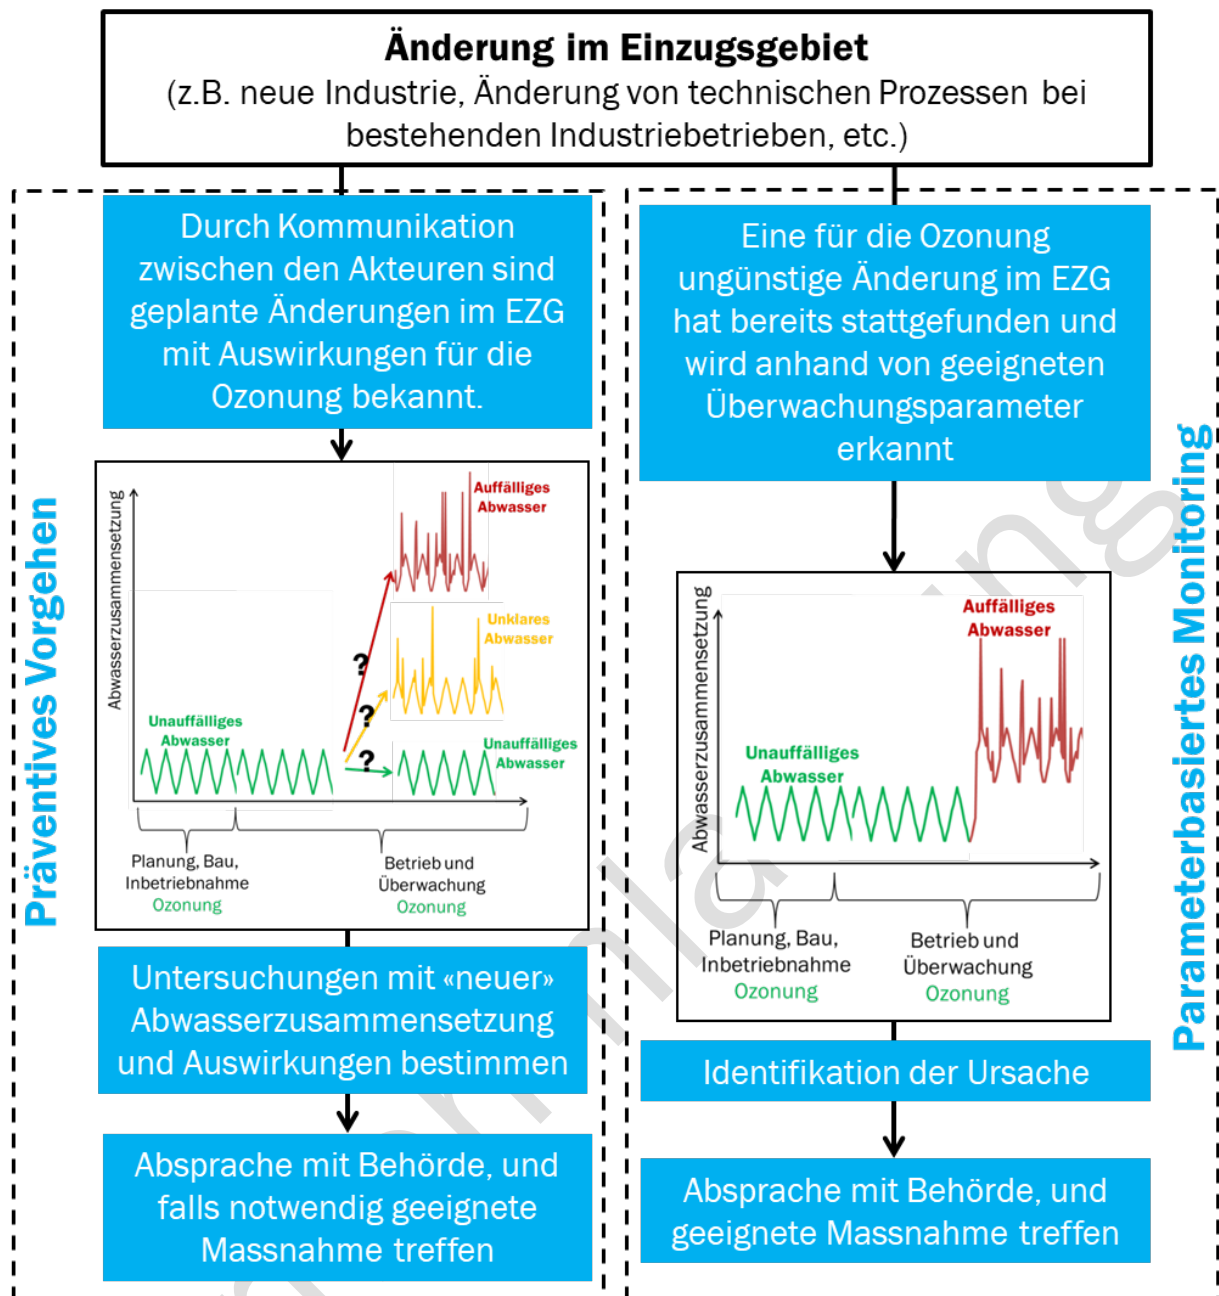 Änderung im Einzugsgebiet
(z.B. neue Industrie, Änderung von technischen Prozessen bei
bestehenden Industriebetrieben, etc.)
Präventives Vorgehen
Durch Kommunikation
zwischen den Akteuren sind
geplante Änderungen im EZG
mit Auswirkungen für die
Ozonung bekannt.
Abwasserzusammensetzung
Auffälliges
Abwasser
Unklares
Abwasser
Unauffälliges
Abwasser
Unauffälliges
Abwasser
?
?
?
Planung, Bau,
Inbetriebnahme
Ozonung
Betrieb und
Überwachung
Ozonung
Untersuchungen mit «neuer»
Abwasserzusammensetzung
und Auswirkungen bestimmen
Absprache mit Behörde, und
falls notwendig geeignete
Massnahme treffen
Parameterbasiertes Monitoring
Eine für die Ozonung
ungünstige Änderung im EZG
hat bereits stattgefunden und
wird anhand von geeigneten
Überwachungsparameter
erkannt
Abwasserzusammensetzung
Auffälliges
Abwasser
Unauffälliges
Abwasser
Planung, Bau,
Inbetriebnahme
Ozonung
Betrieb und
Überwachung
Ozonung
Identifikation der Ursache
Absprache mit Behörde, und
geeignete Massnahme treffen